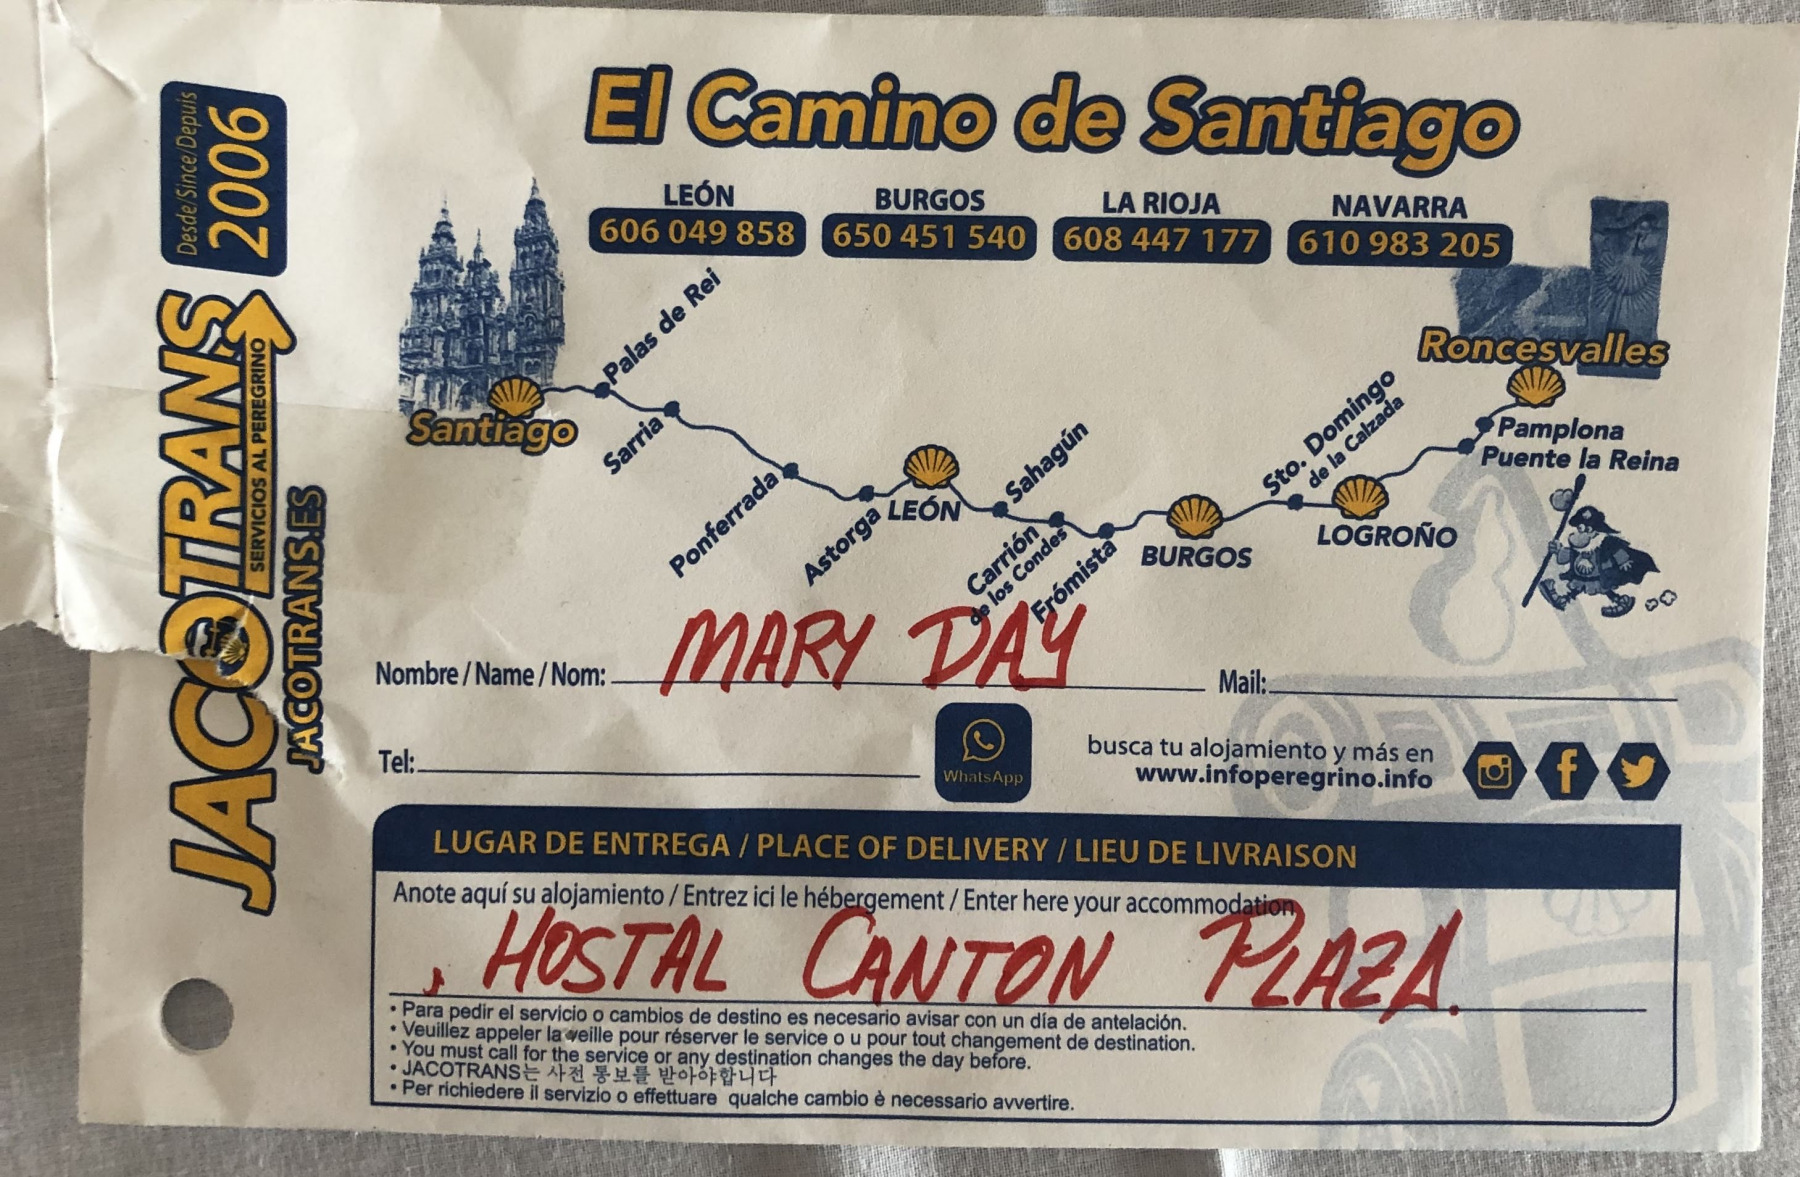 Desde/Since/Depuis
2006
JACOTRANS
SERVICIOS AL PEREGRINO
JACOTRANS.ES
El Camino de Santiago
LEÓN BURGOS LA RIOJA NAVARRA
606 049 858 650 451 540 608 447 177 610 983 205
Santiago
Palas de Rei
Sarria
Ponferrada
Astorga
LEÓN
Sahagún
Carrión
de los Condes
Frómista
BURGOS
Sto. Domingo
de la Calzada
LOGROÑO
Puente la Reina
Pamplona
Roncesvalles
Nombre / Name / Nom: MARY DAY Mail:
Tel:
WhatsApp
busca tu alojamiento y más en
www.infoperegrino.info
LUGAR DE ENTREGA / PLACE OF DELIVERY / LIEU DE LIVRAISON
Anote aquí su alojamiento / Entrez ici le hébergement / Enter here your accommodation
HOSTAL CANTON PLAZA.
• Para pedir el servicio o cambios de destino es necesario avisar con un día de antelación.
• Veuillez appeler la veille pour réserver le service o u pour tout changement de destination.
• You must call for the service or any destination changes the day before.
• JACOTRANS는 사전 통보를 받아야합니다
• Per richiedere il servizio o effettuare qualche cambio è necessario avvertire.